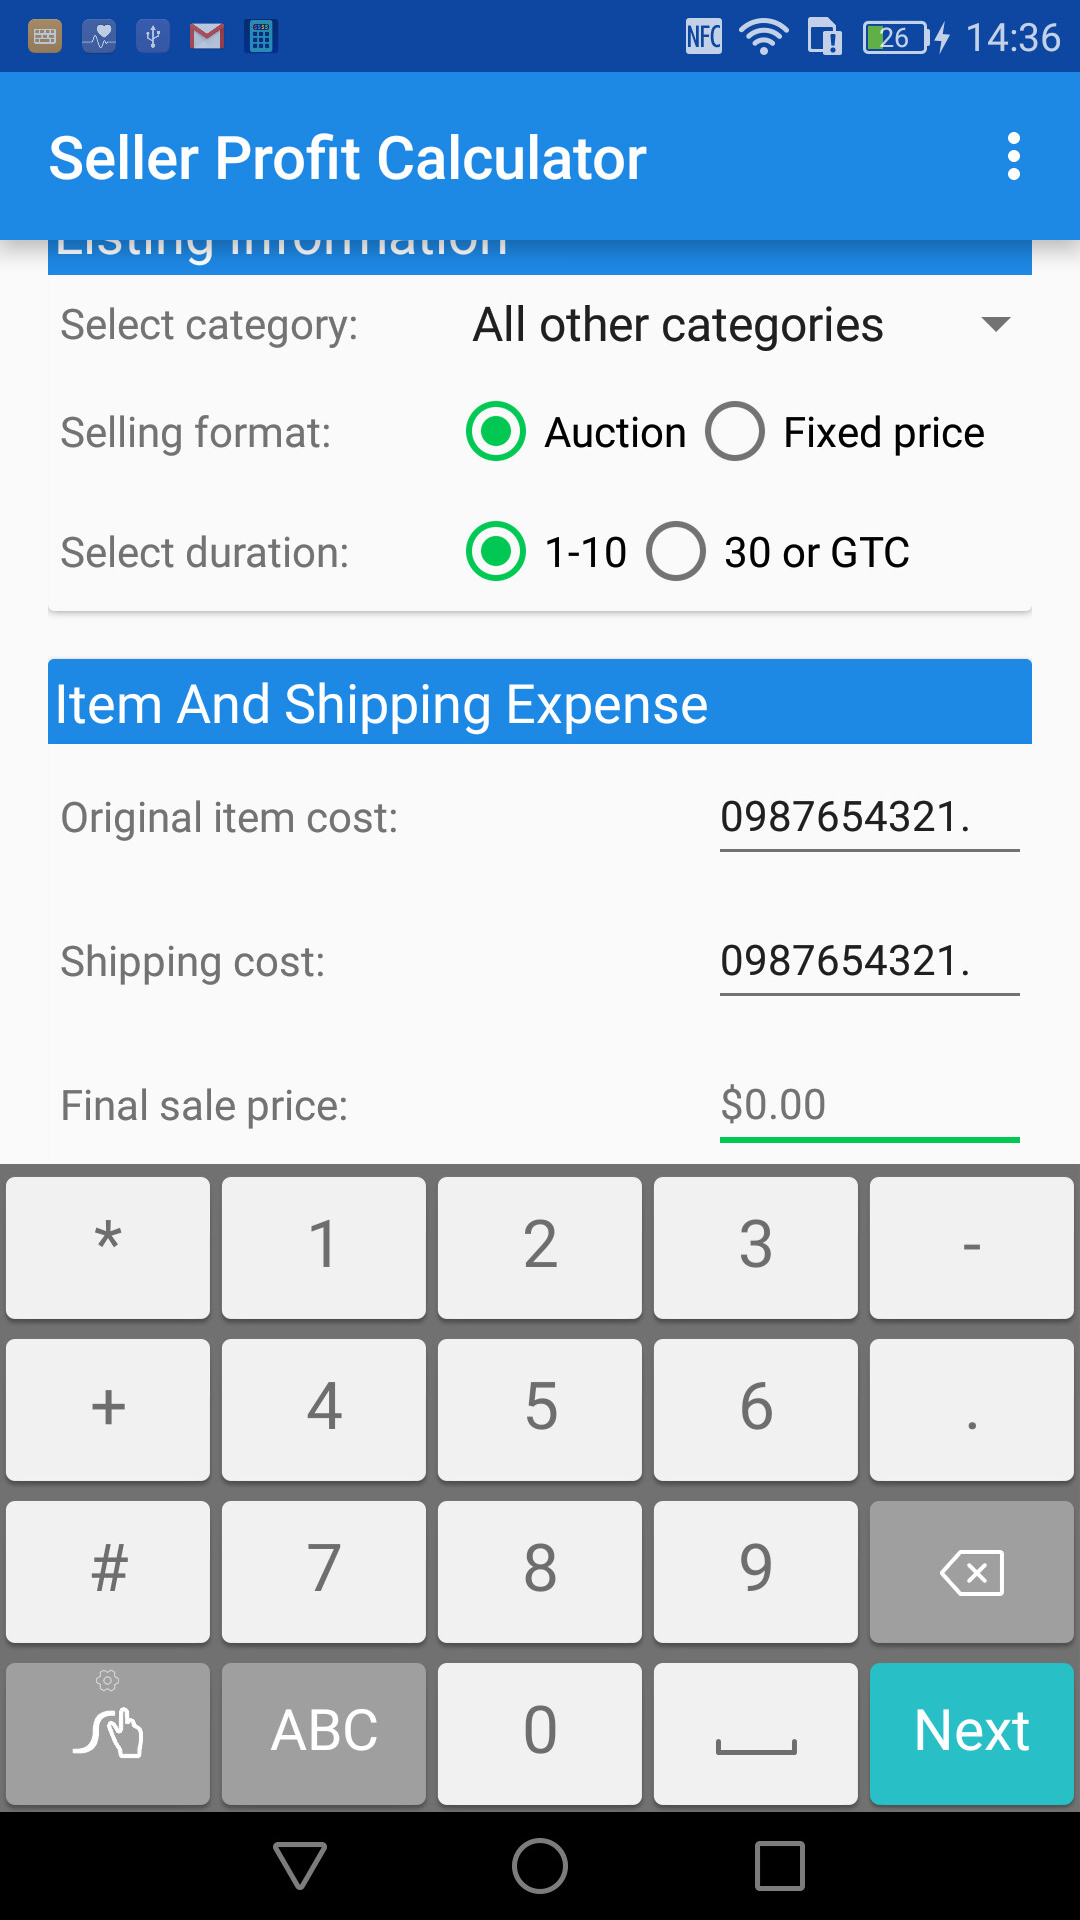 NFC 26 14:36
Seller Profit Calculator
Listing Information
Select category: All other categories
Selling format: Auction Fixed price
Select duration: 1-10 30 or GTC
Item And Shipping Expense
Original item cost: 0987654321.
Shipping cost: 0987654321.
Final sale price: $0.00
* 1 2 3 -
+ 4 5 6 .
# 7 8 9
ABC 0 Next